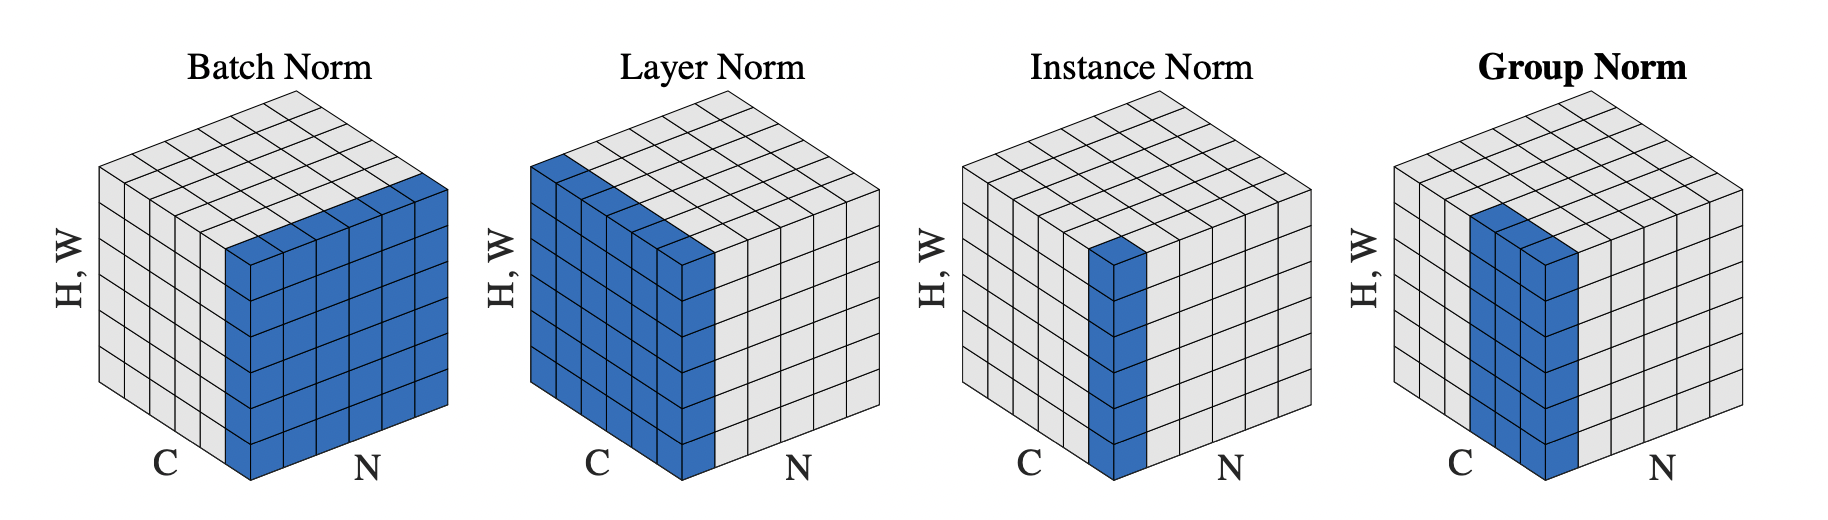 Batch Norm
H, W
C
N
Layer Norm
H, W
C
N
Instance Norm
H, W
C
N
Group Norm
H, W
C
N